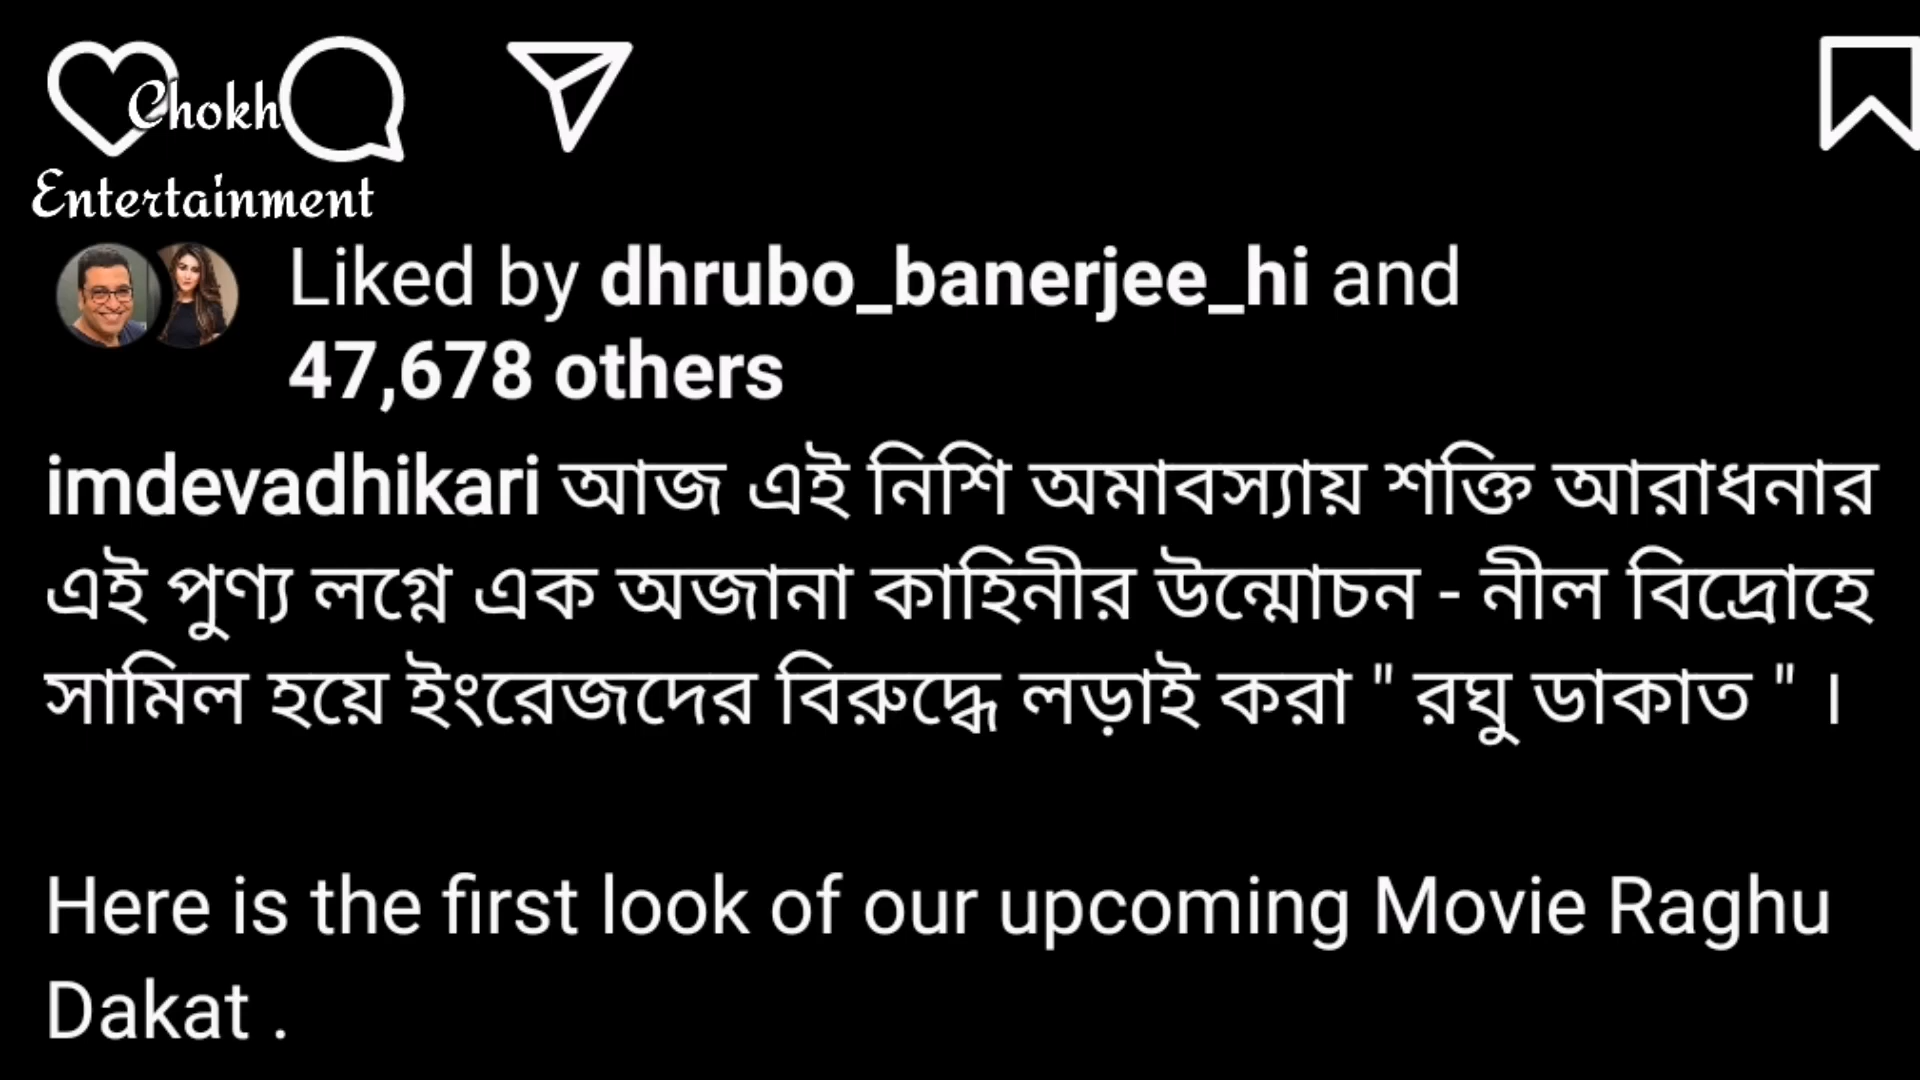 Chokh
Entertainment
Liked by dhrubo_banerjee_hi and
47,678 others
imdevadhikari আজ এই নিশি অমাবস্যায় শক্তি আরাধনার
এই পুণ্য লগ্নে এক অজানা কাহিনীর উন্মোচন - নীল বিদ্রোহে
সামিল হয়ে ইংরেজদের বিরুদ্ধে লড়াই করা " রঘু ডাকাত " ।
Here is the first look of our upcoming Movie Raghu
Dakat .